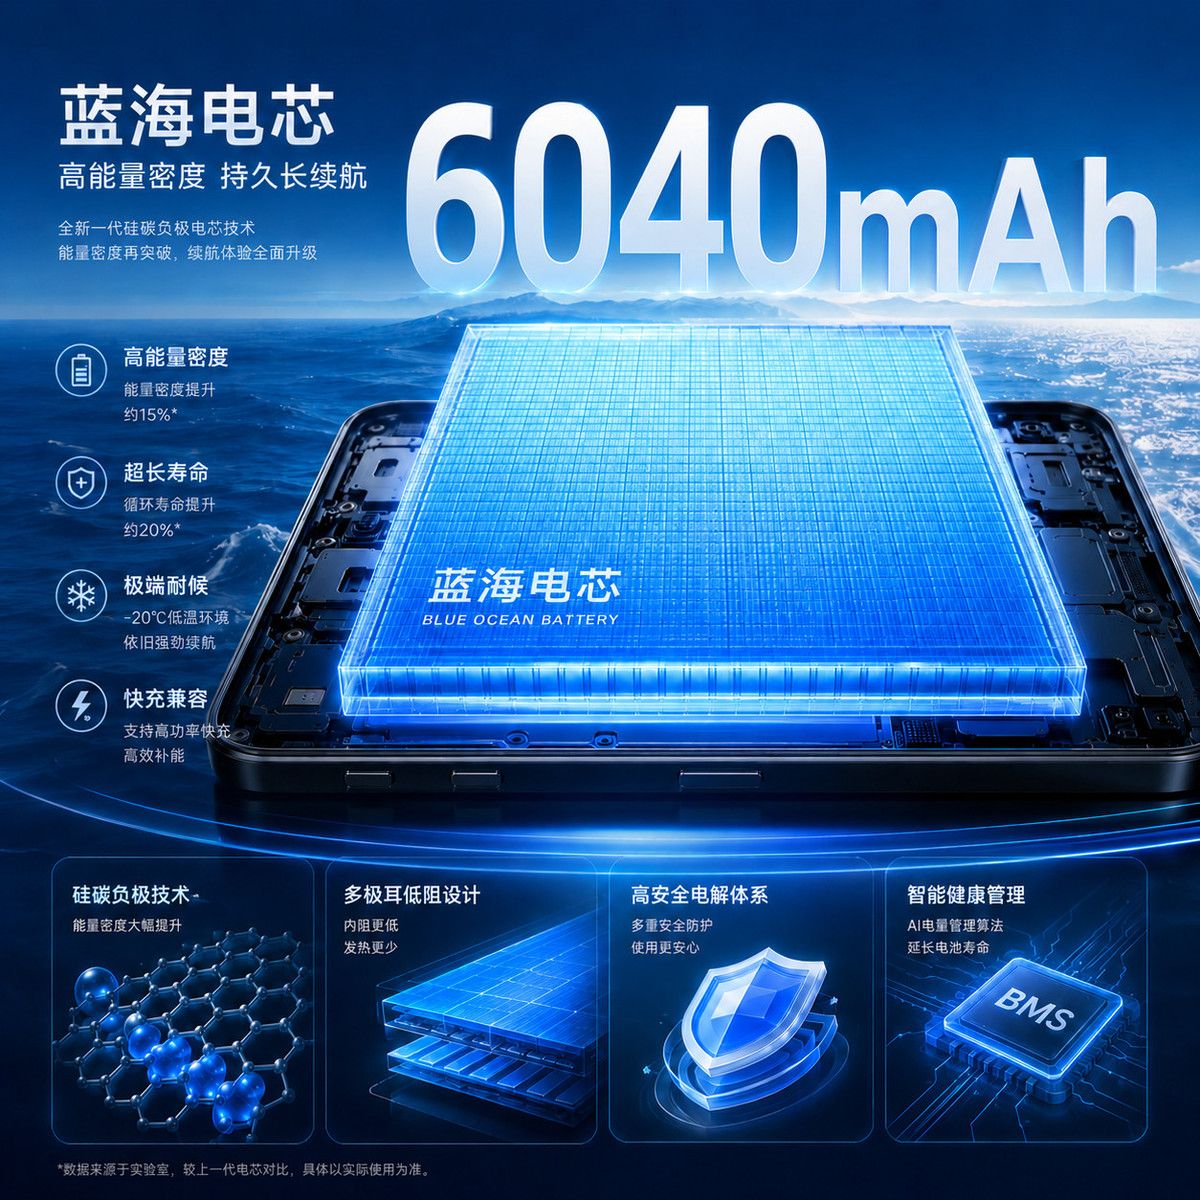 蓝海电芯
高能量密度 持久长续航
全新一代硅碳负极电芯技术
能量密度再突破，续航体验全面升级
6040mAh
高能量密度
能量密度提升
约15%*
超长寿命
循环寿命提升
约20%*
极端耐候
-20℃低温环境
依旧强劲续航
快充兼容
支持高功率快充
高效补能
蓝海电芯
BLUE OCEAN BATTERY
硅碳负极技术
能量密度大幅提升
多极耳低阻设计
内阻更低
发热更少
高安全电解体系
多重安全防护
使用更安心
智能健康管理
AI电量管理算法
延长电池寿命
BMS
*数据来源于实验室，较上一代电芯对比，具体以实际使用为准。